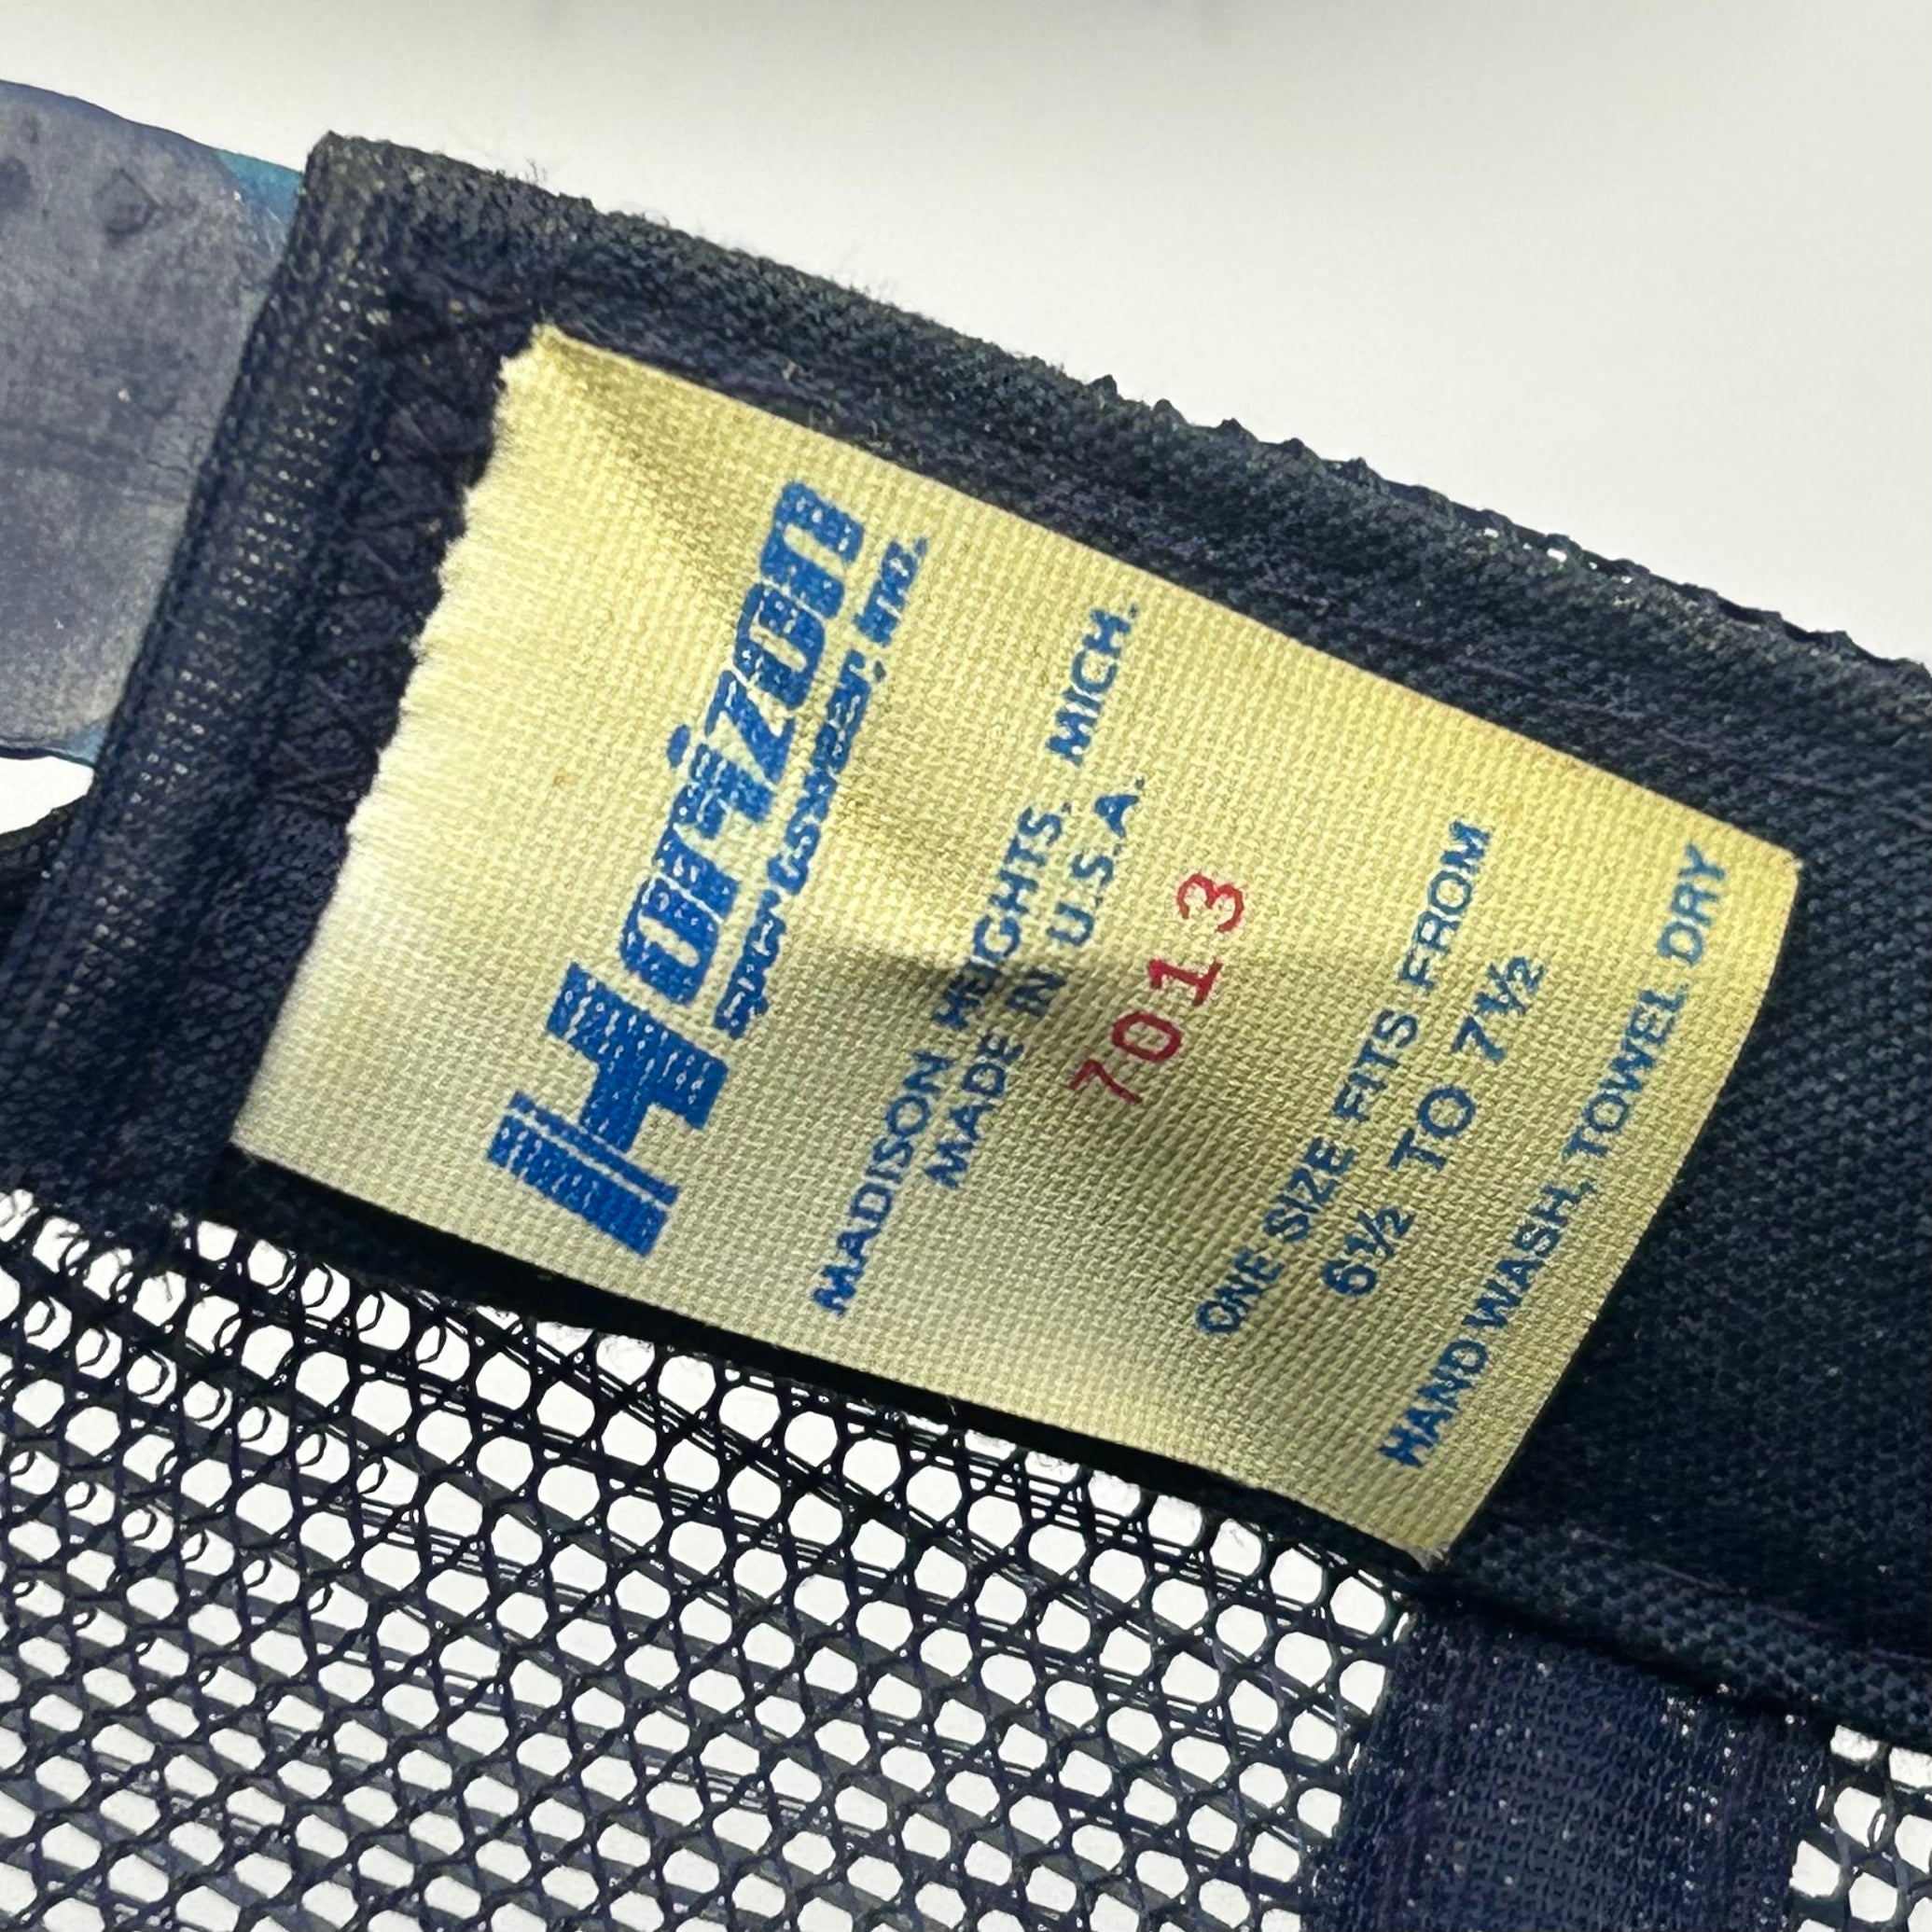 Horizon
Sportswear, Inc.
MADISON HEIGHTS, MICH.
MADE IN U.S.A.
7013
ONE SIZE FITS FROM
6½ TO 7½
HAND WASH, TOWEL DRY